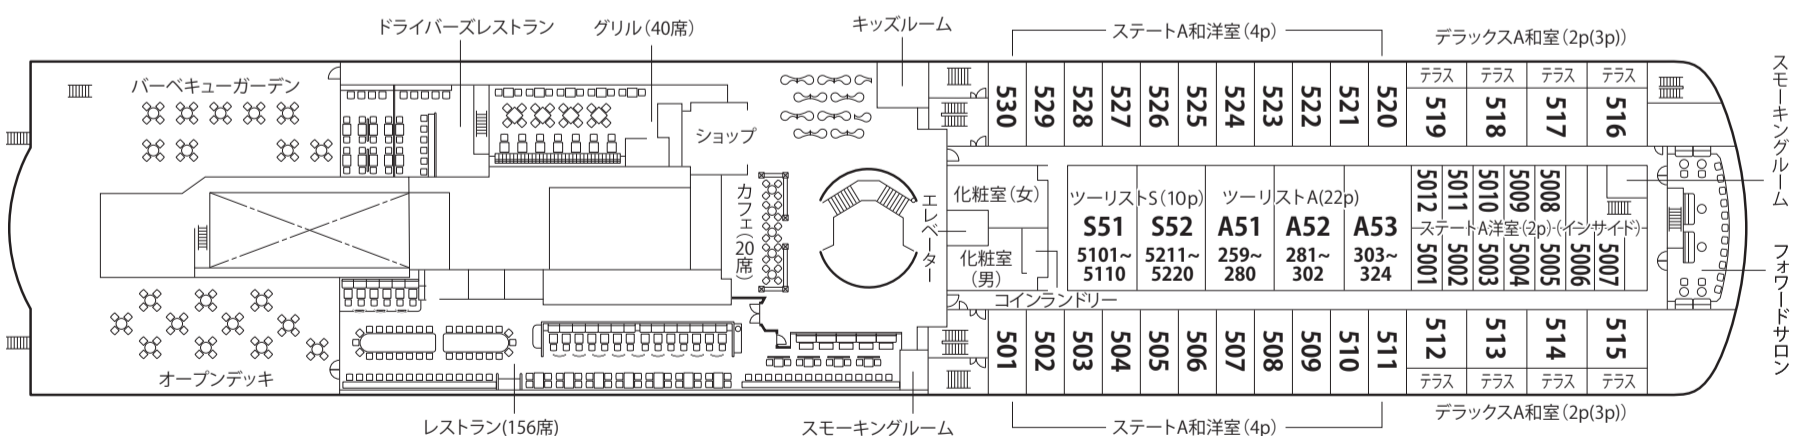 ドライバーズレストラン
グリル(40席)
キッズルーム
ステートA和洋室(4p)
デラックスA和室(2p(3p))
スモーキングルーム
バーベキューガーデン
ショップ
530
529
528
527
526
525
524
523
522
521
520
テラス
テラス
テラス
テラス
519
518
517
516
カフェ(20席)
エレベーター
化粧室(女)
化粧室
(男)
コインランドリー
ツーリストS(10p)
ツーリストA(22p)
S51
S52
A51
A52
A53
5101~
5110
5211~
5220
259~
280
281~
302
303~
324
5012
5011
5010
5009
5008
ステートA洋室(2p)(インサイド)
5001
5002
5003
5004
5005
5006
5007
フォワードサロン
501
502
503
504
505
506
507
508
509
510
511
512
513
514
515
テラス
テラス
テラス
テラス
オープンデッキ
レストラン(156席)
スモーキングルーム
ステートA和洋室(4p)
デラックスA和室(2p(3p))